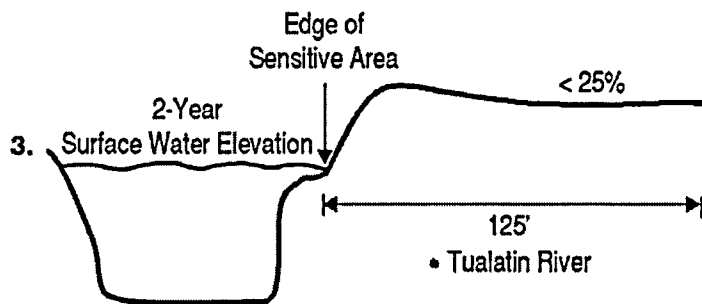 Edge of
Sensitive Area
< 25%
2-Year
3. Surface Water Elevation
125'
• Tualatin River